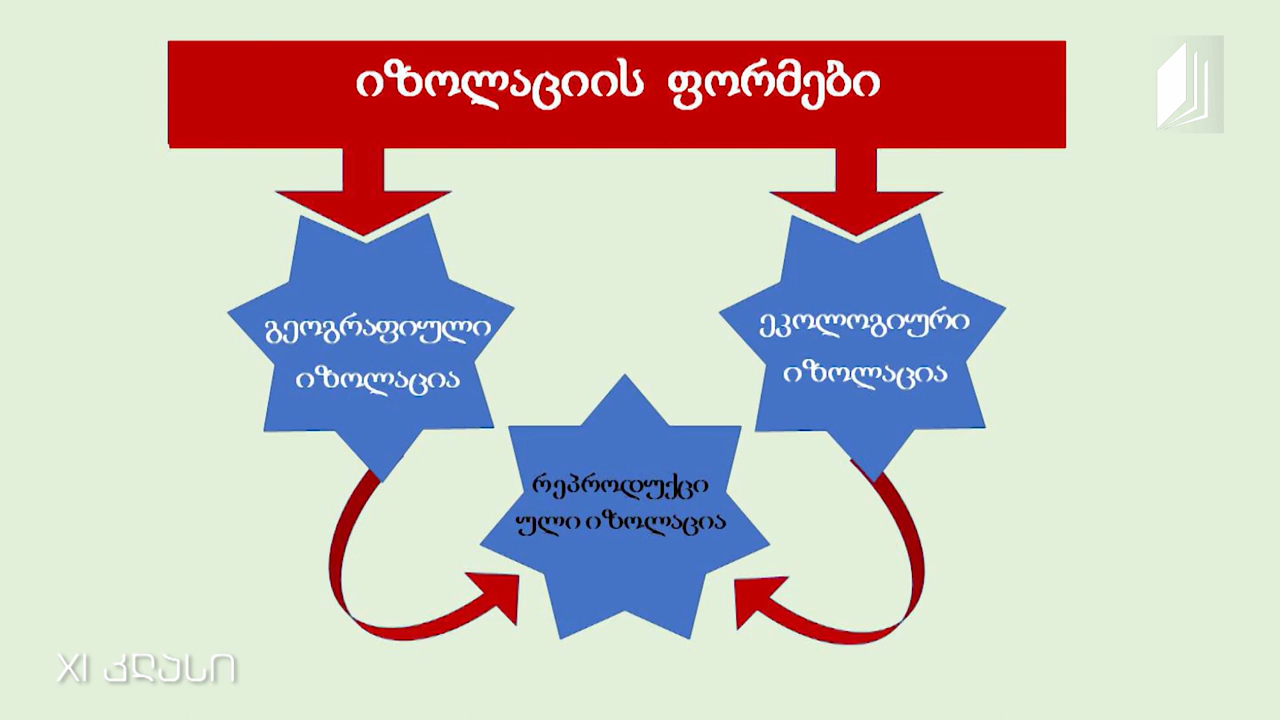 იზოლაციის ფორმები
გეოგრაფიული
იზოლაცია
ეკოლოგიური
იზოლაცია
რეპროდუქცი
ული იზოლაცია
XI კლასი